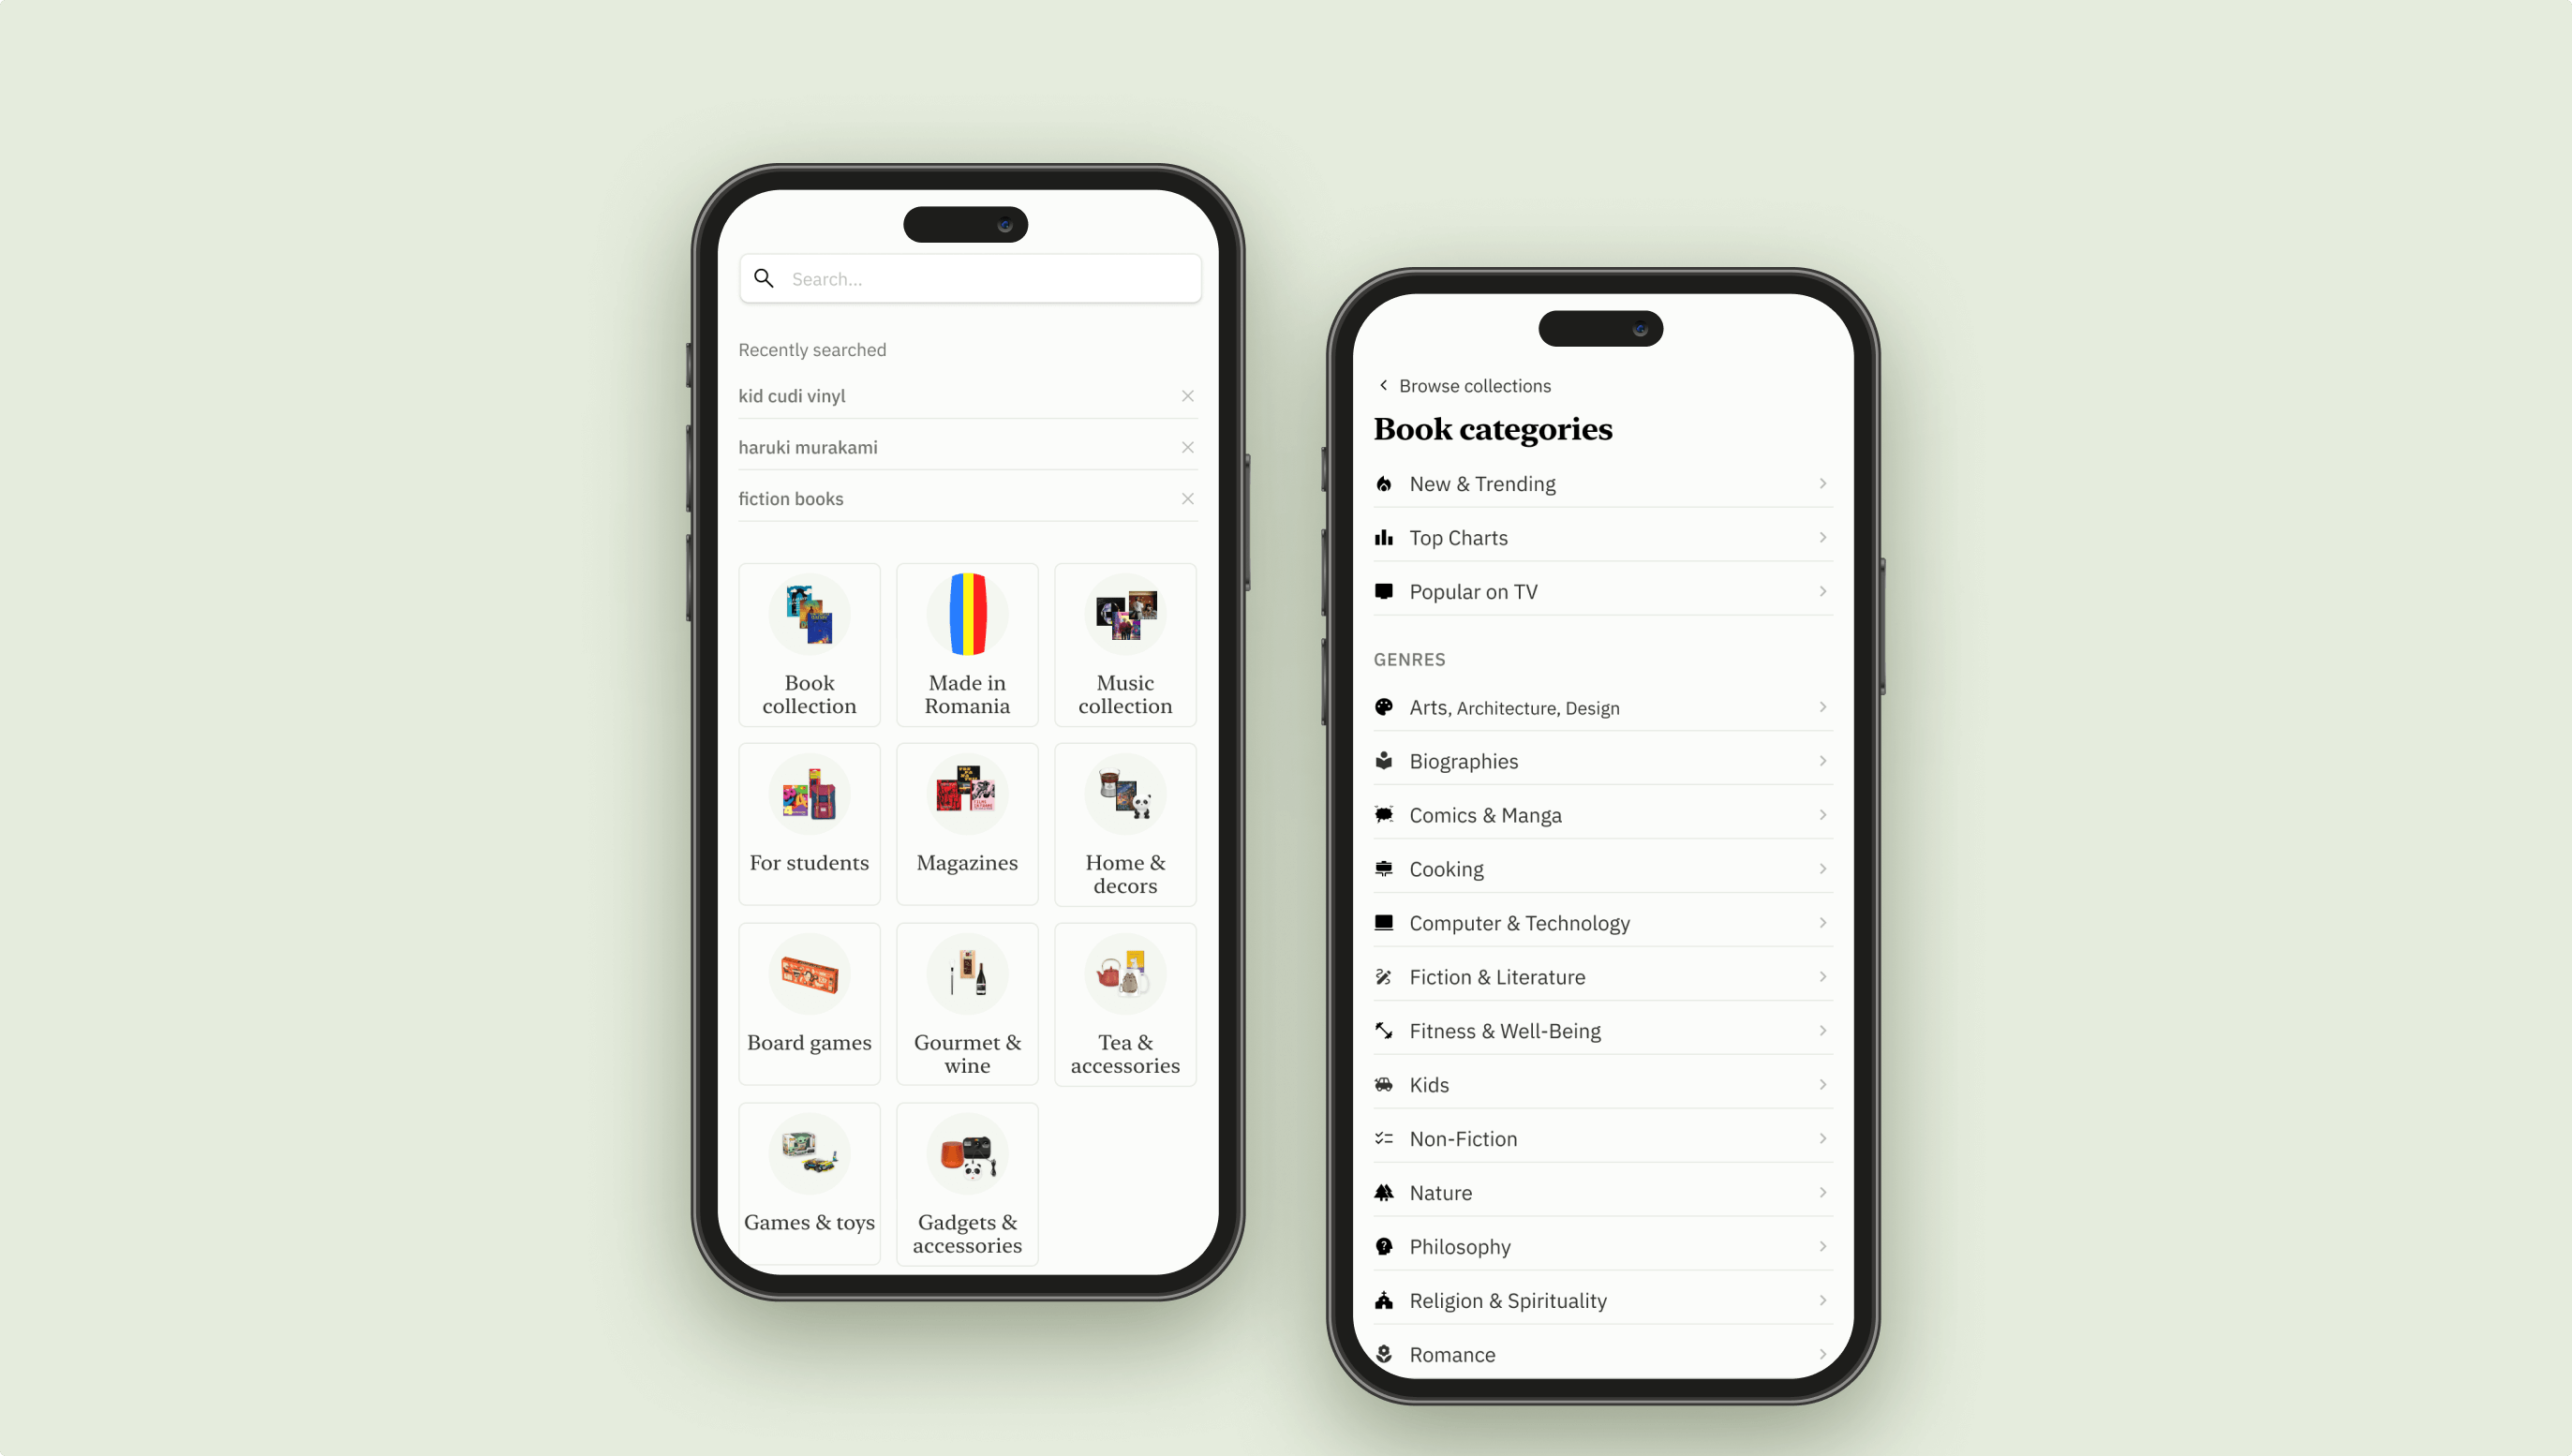 Search...
Recently searched
kid cudi vinyl
haruki murakami
fiction books
Book
collection
Made in
Romania
Music
collection
For students
Magazines
Home &
decors
Board games
Gourmet &
wine
Tea &
accessories
Games & toys
Gadgets &
accessories
Browse collections
Book categories
New & Trending
Top Charts
Popular on TV
GENRES
Arts, Architecture, Design
Biographies
Comics & Manga
Cooking
Computer & Technology
Fiction & Literature
Fitness & Well-Being
Kids
Non-Fiction
Nature
Philosophy
Religion & Spirituality
Romance